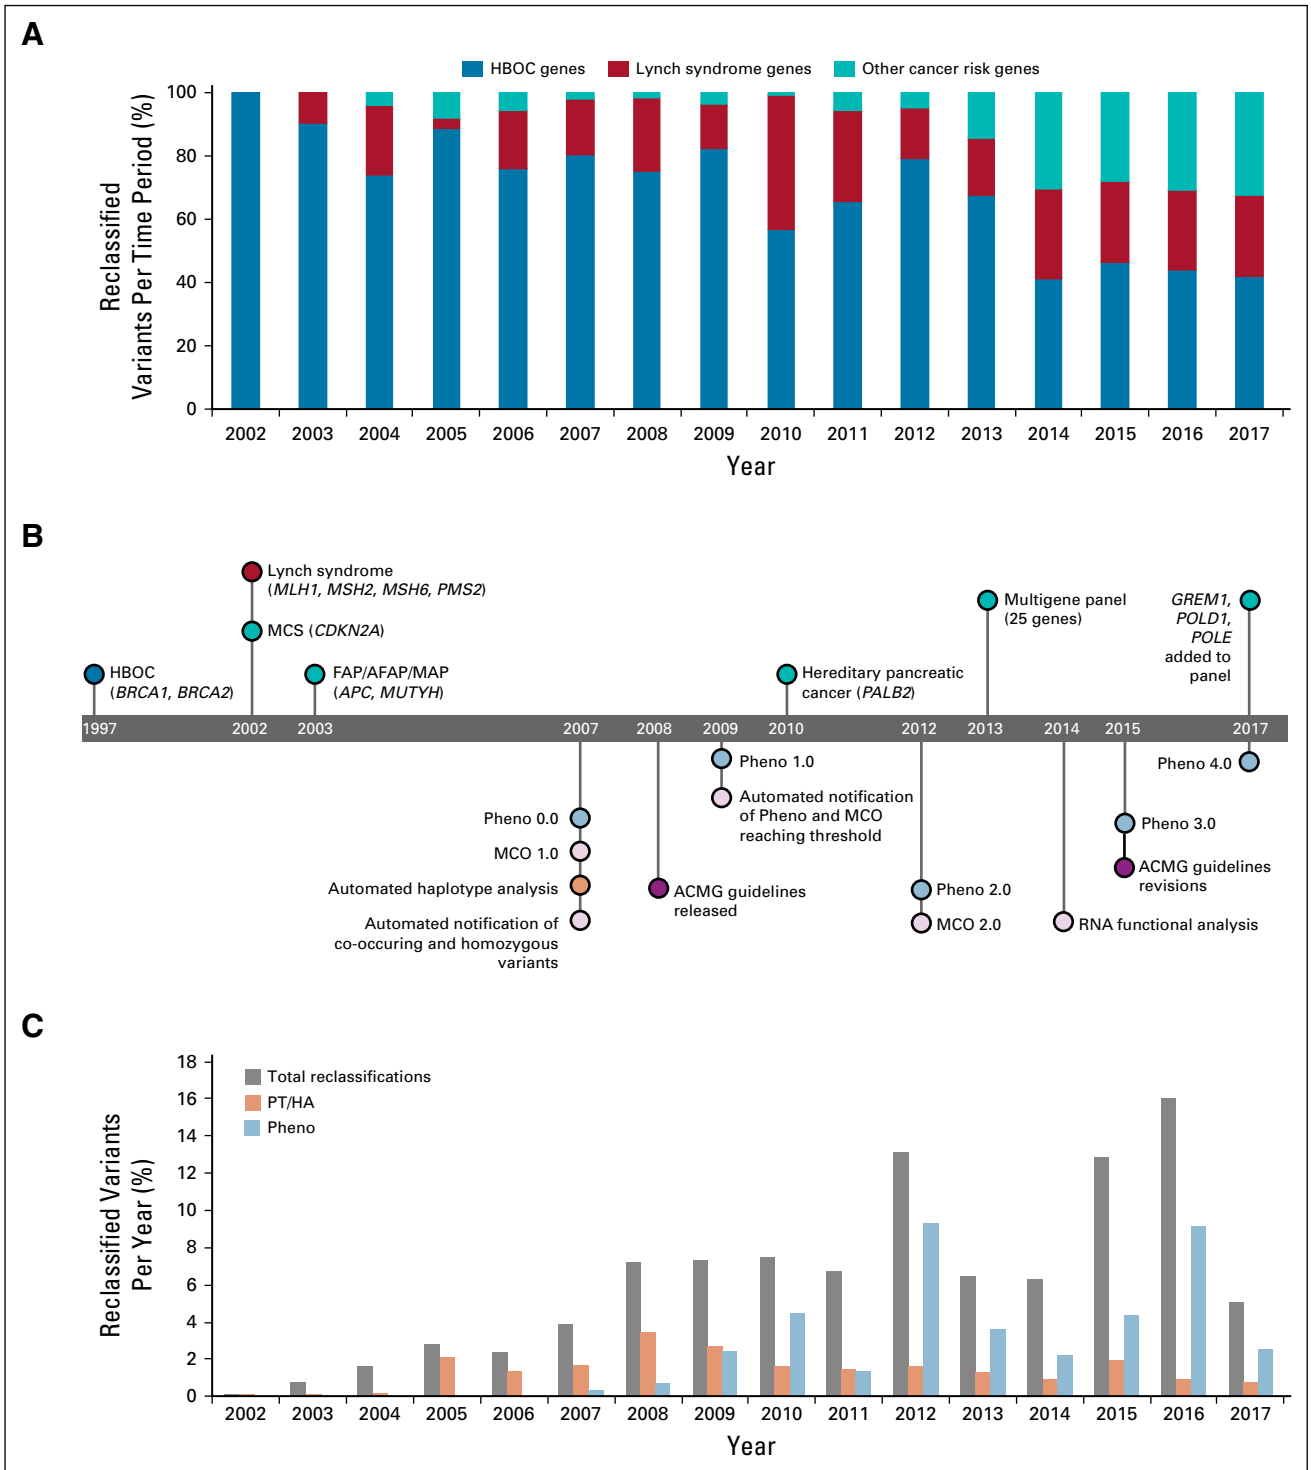 A
HBOC genes Lynch syndrome genes Other cancer risk genes
Reclassified
Variants Per Time Period (%)
100
80
60
40
20
0
2002 2003 2004 2005 2006 2007 2008 2009 2010 2011 2012 2013 2014 2015 2016 2017
Year
B
Lynch syndrome
(MLH1, MSH2, MSH6, PMS2)
MCS (CDKN2A)
HBOC
(BRCA1, BRCA2)
FAP/AFAP/MAP
(APC, MUTYH)
Hereditary pancreatic
cancer (PALB2)
Multigene panel
(25 genes)
GREM1,
POLD1,
POLE
added to
panel
1997 2002 2003 2007 2008 2009 2010 2012 2013 2014 2015 2017
Pheno 0.0
MCO 1.0
Automated haplotype analysis
Automated notification of
co-occuring and homozygous
variants
ACMG guidelines
released
Pheno 1.0
Automated notification
of Pheno and MCO
reaching threshold
Pheno 2.0
MCO 2.0
RNA functional analysis
Pheno 3.0
ACMG guidelines
revisions
Pheno 4.0
C
Reclassified Variants
Per Year (%)
18
16
14
12
10
8
6
4
2
0
Total reclassifications
PT/HA
Pheno
2002 2003 2004 2005 2006 2007 2008 2009 2010 2011 2012 2013 2014 2015 2016 2017
Year